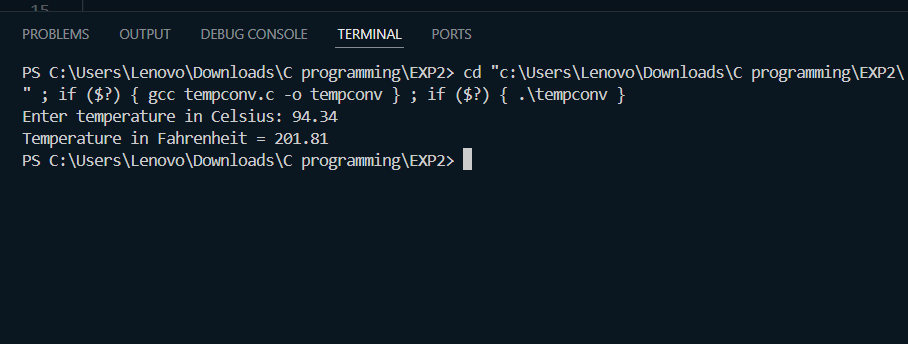 15
PROBLEMS OUTPUT DEBUG CONSOLE TERMINAL PORTS
PS C:\Users\Lenovo\Downloads\C programming\EXP2> cd "c:\Users\Lenovo\Downloads\C programming\EXP2\
" ; if ($?) { gcc tempconv.c -o tempconv } ; if ($?) { .\tempconv }
Enter temperature in Celsius: 94.34
Temperature in Fahrenheit = 201.81
PS C:\Users\Lenovo\Downloads\C programming\EXP2>